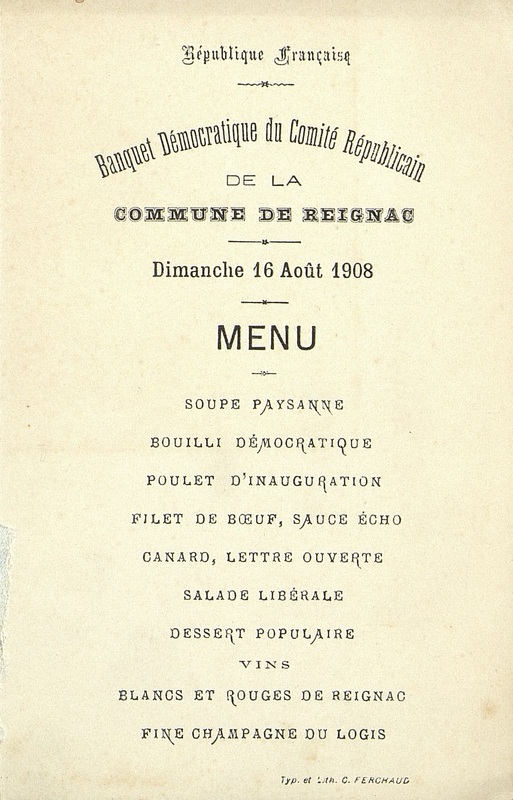 République Française
Banquet Démocratique du Comité Républicain
DE LA
COMMUNE DE REIGNAC
Dimanche 16 Août 1908
MENU
SOUPE PAYSANNE
BOUILLI DÉMOCRATIQUE
POULET D'INAUGURATION
FILET DE BŒUF, SAUCE ÉCHO
CANARD, LETTRE OUVERTE
SALADE LIBÉRALE
DESSERT POPULAIRE
VINS
BLANCS ET ROUGES DE REIGNAC
FINE CHAMPAGNE DU LOGIS
Typ. et Lith. C. FERCHAUD